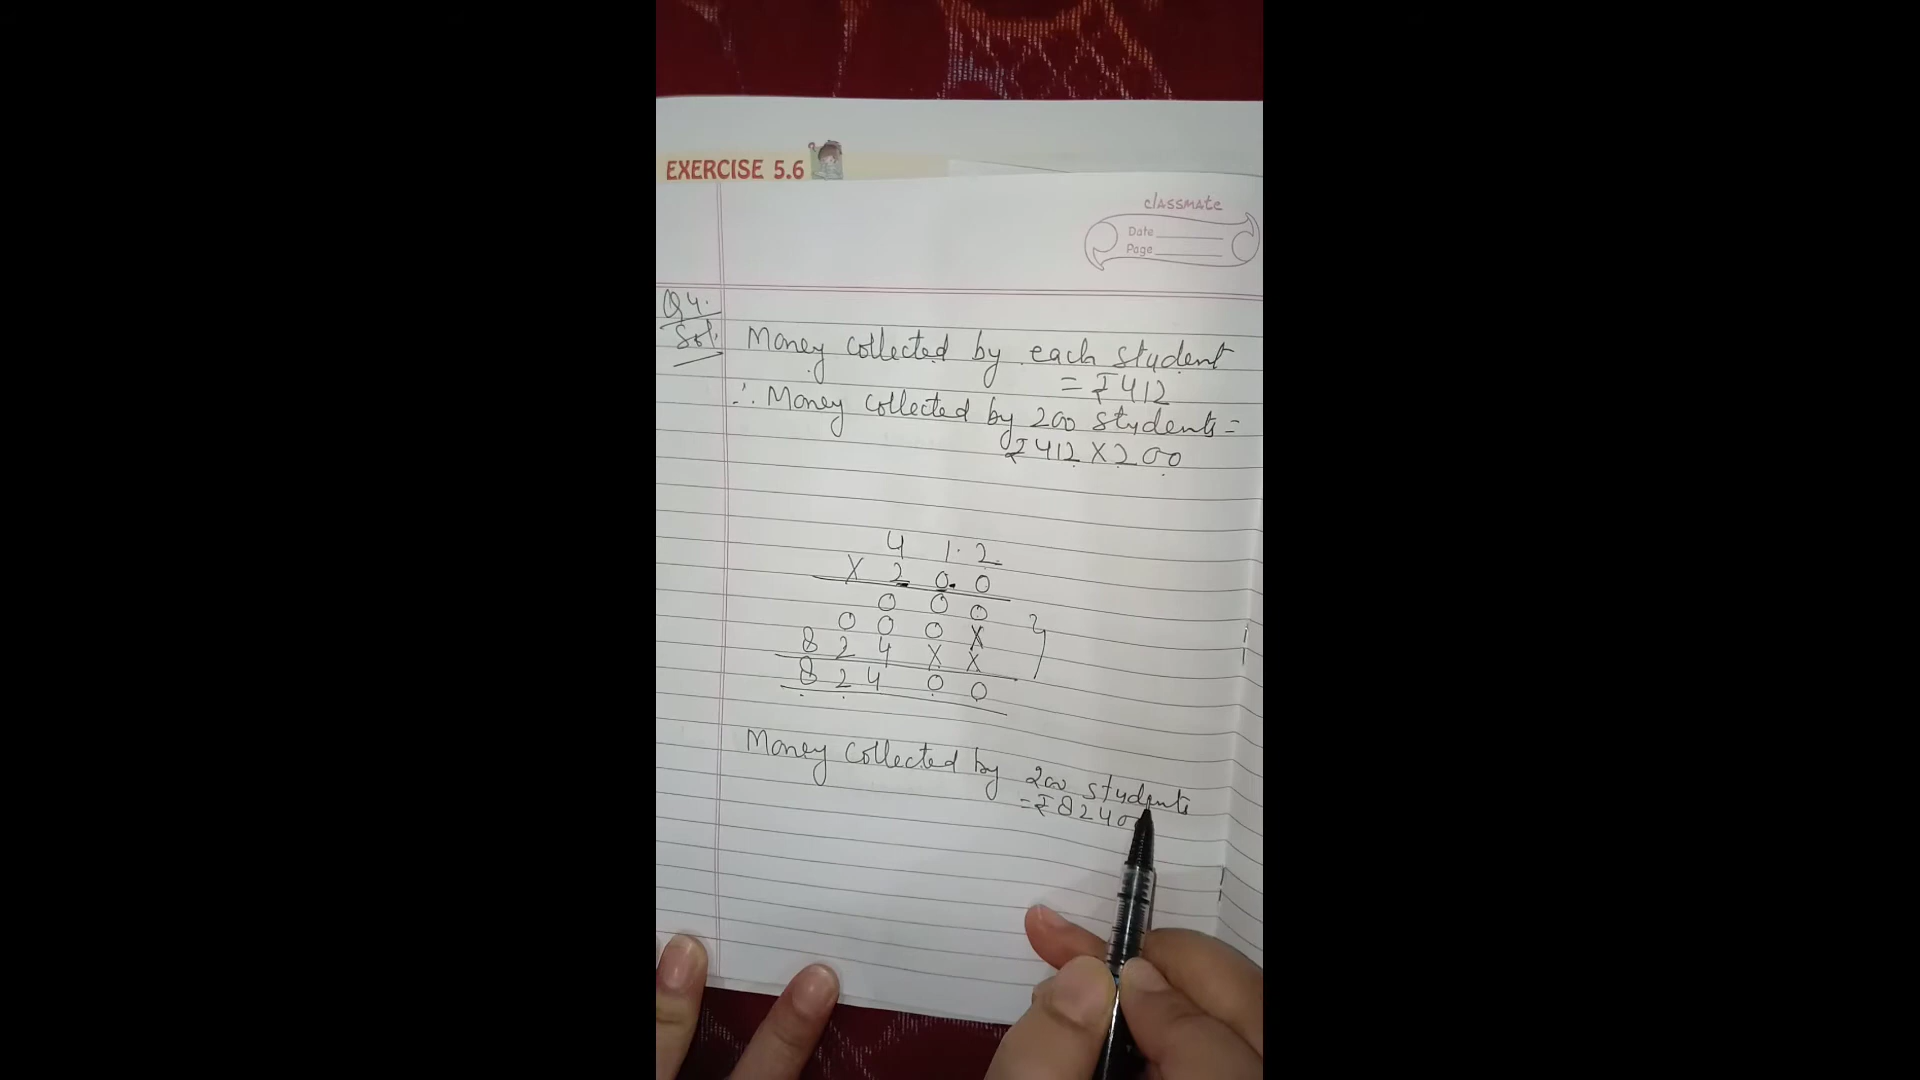 EXERCISE 5.6
classmate
Date
Page
Q4.
Sol. Money collected by each student
= ₹412
∴ Money collected by 200 students =
₹412 X 200
4 1 2
X 2 0 0
0 0 0
0 0 0 X
8 2 4 X X
8 2 4 0 0
Money collected by 200 students
= ₹8240